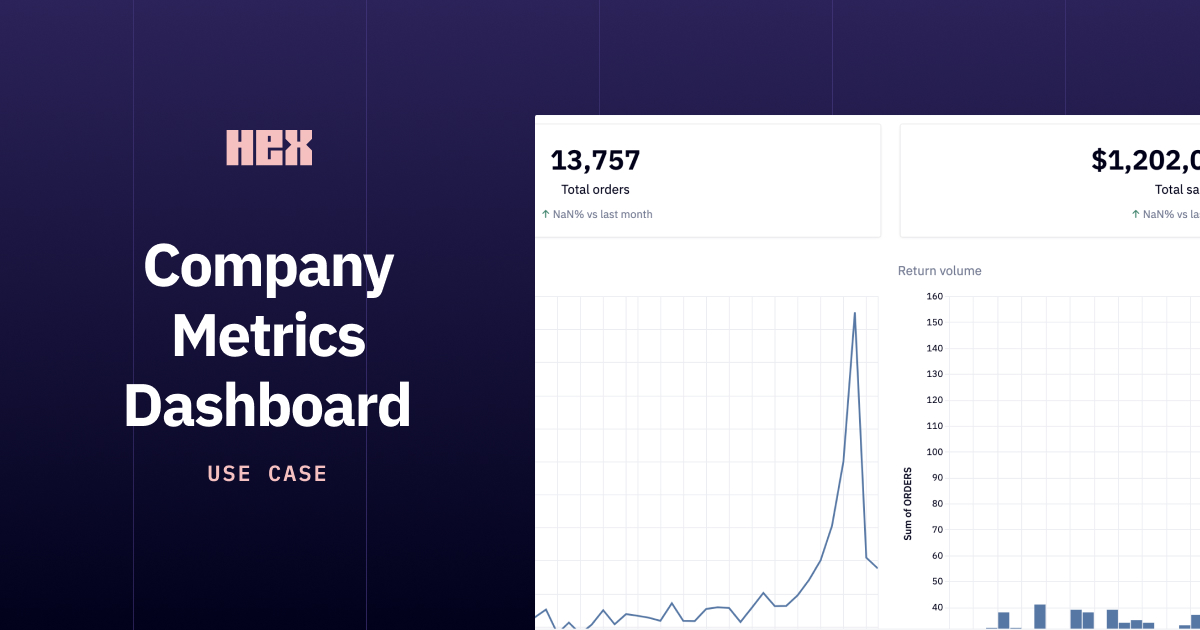 HEX
Company
Metrics
Dashboard
USE CASE
13,757
Total orders
↑ NaN% vs last month
$1,202,0
Total sa
↑ NaN% vs la
Return volume
Sum of ORDERS
160
150
140
130
120
110
100
90
80
70
60
50
40